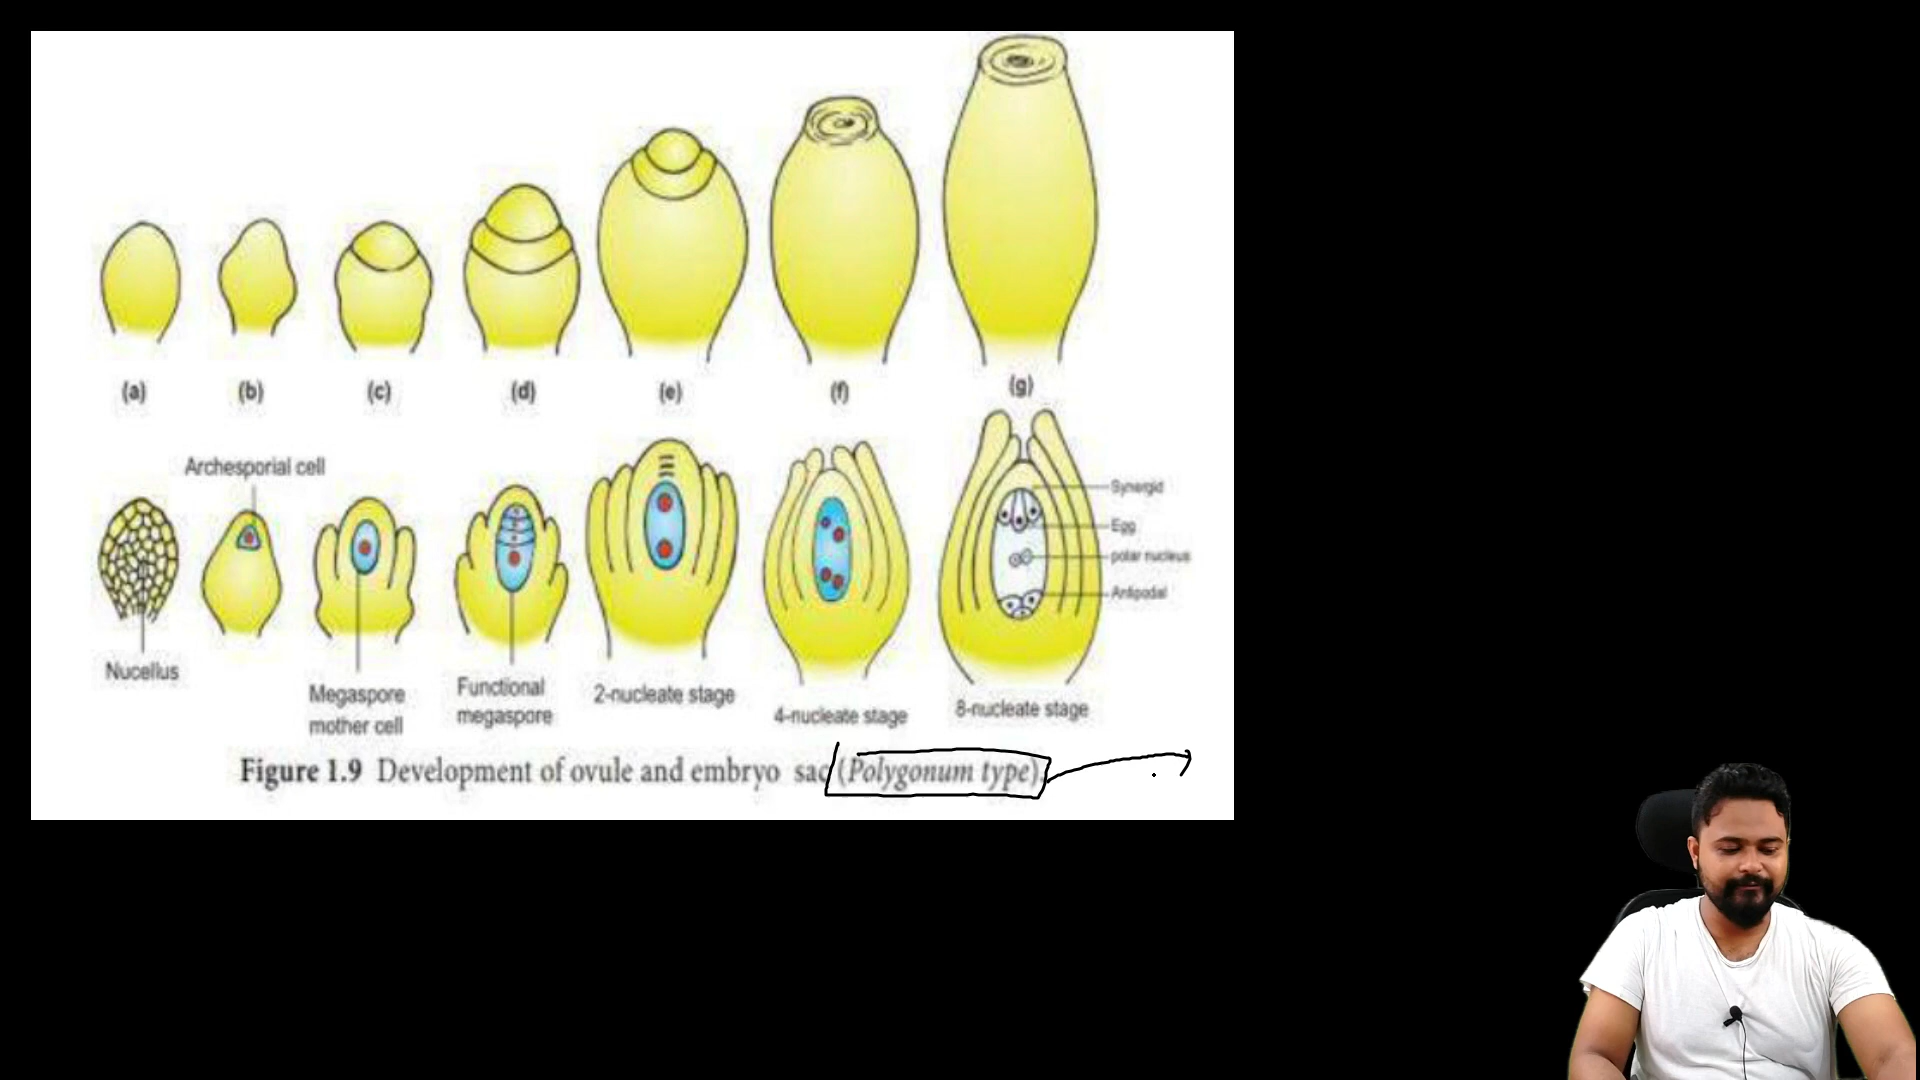 (a) (b) (c) (d) (e) (f) (g)
Archesporial cell
Synergid
Egg
polar nucleus
Antipodal
Nucellus
Megaspore
mother cell
Functional
megaspore
2-nucleate stage
4-nucleate stage
8-nucleate stage
Figure 1.9 Development of ovule and embryo sac (Polygonum type).